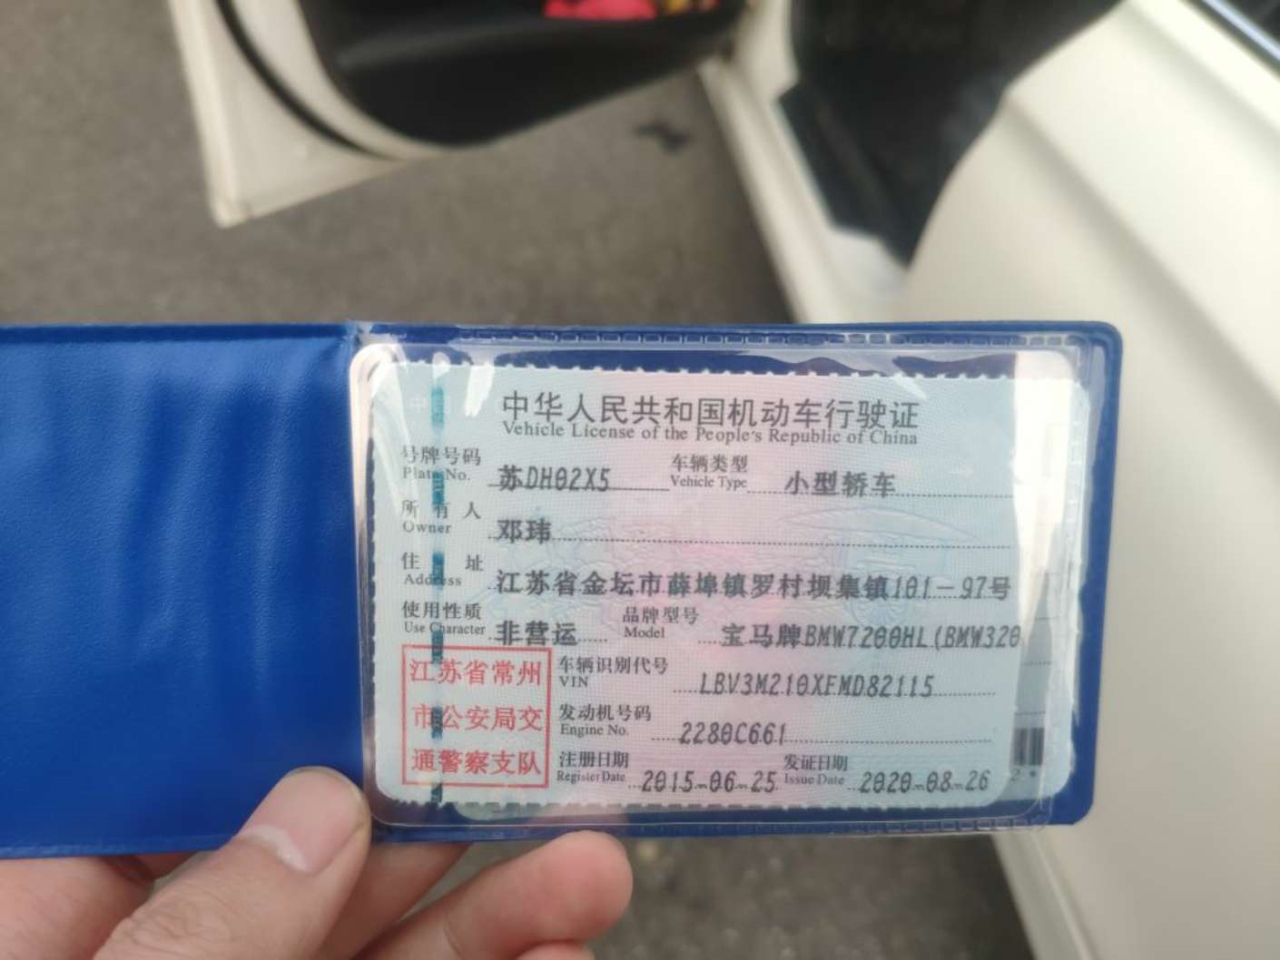 中华人民共和国机动车行驶证
Vehicle License of the People's Republic of China
号牌号码 苏DH02X5 车辆类型 小型轿车
Plate No. Vehicle Type
所有人 邓玮
Owner
住址 江苏省金坛市薛埠镇罗村坝集镇101-97号
Address
使用性质 非营运 品牌型号 宝马牌BMW7200HL(BMW320
Use Character Model
江苏省常州
市公安局交
通警察支队
车辆识别代号 LBV3M210XFMD82115
VIN
发动机号码 2280C661
Engine No.
注册日期 2015-06-25 发证日期 2020-08-26
Register Date Issue Date